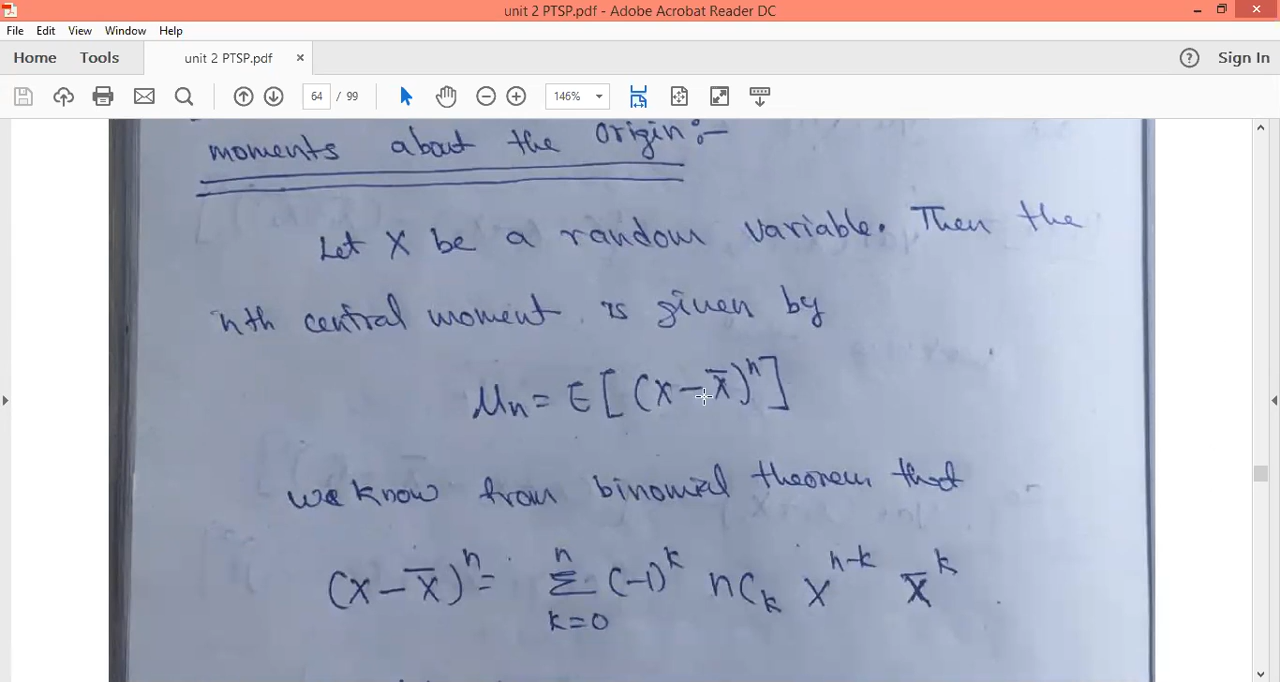 unit 2 PTSP.pdf - Adobe Acrobat Reader DC
File Edit View Window Help
Home Tools unit 2 PTSP.pdf × Sign In
64 / 99 146%
moments about the origin:-
Let X be a random variable. Then the
nth central moment is given by
μn = E[(X-X̄)ⁿ]
we know from binomial theorem that
(X-X̄)ⁿ = Σ_{k=0}^{n} (-1)^k nC_k X^{n-k} X̄^k